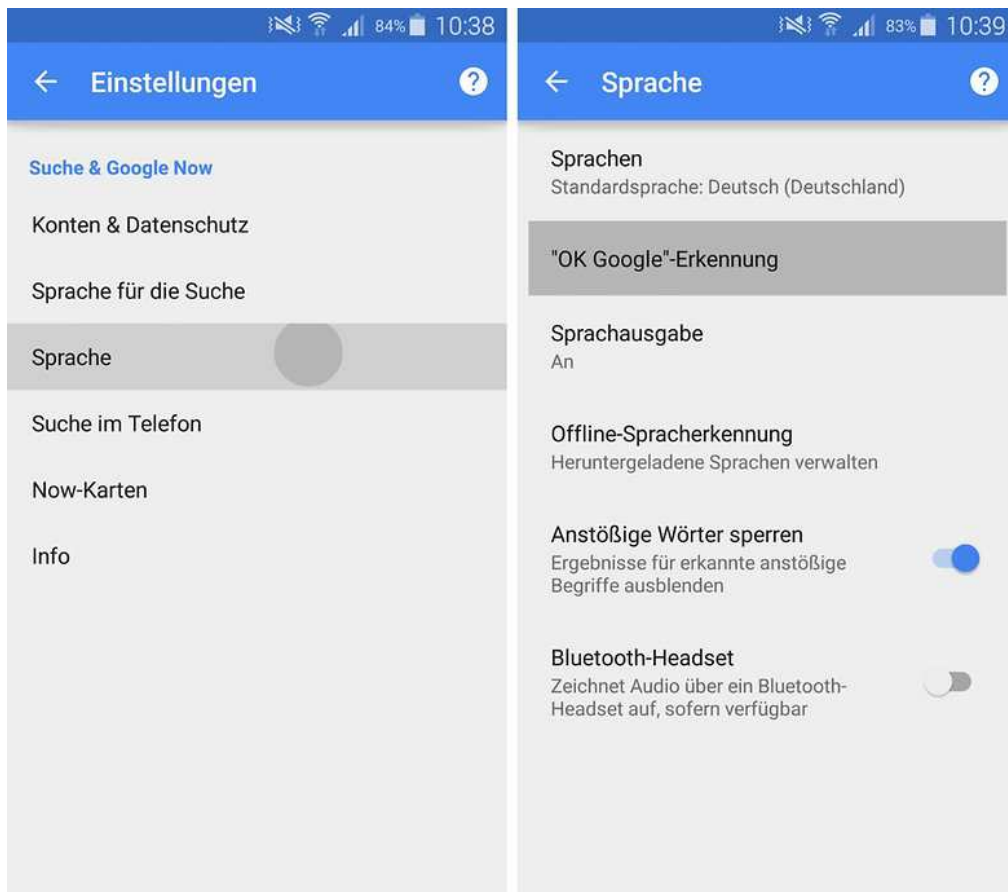 84% 10:38
Einstellungen
Suche & Google Now
Konten & Datenschutz
Sprache für die Suche
Sprache
Suche im Telefon
Now-Karten
Info
83% 10:39
Sprache
Sprachen
Standardsprache: Deutsch (Deutschland)
"OK Google"-Erkennung
Sprachausgabe
An
Offline-Spracherkennung
Heruntergeladene Sprachen verwalten
Anstößige Wörter sperren
Ergebnisse für erkannte anstößige
Begriffe ausblenden
Bluetooth-Headset
Zeichnet Audio über ein Bluetooth-
Headset auf, sofern verfügbar